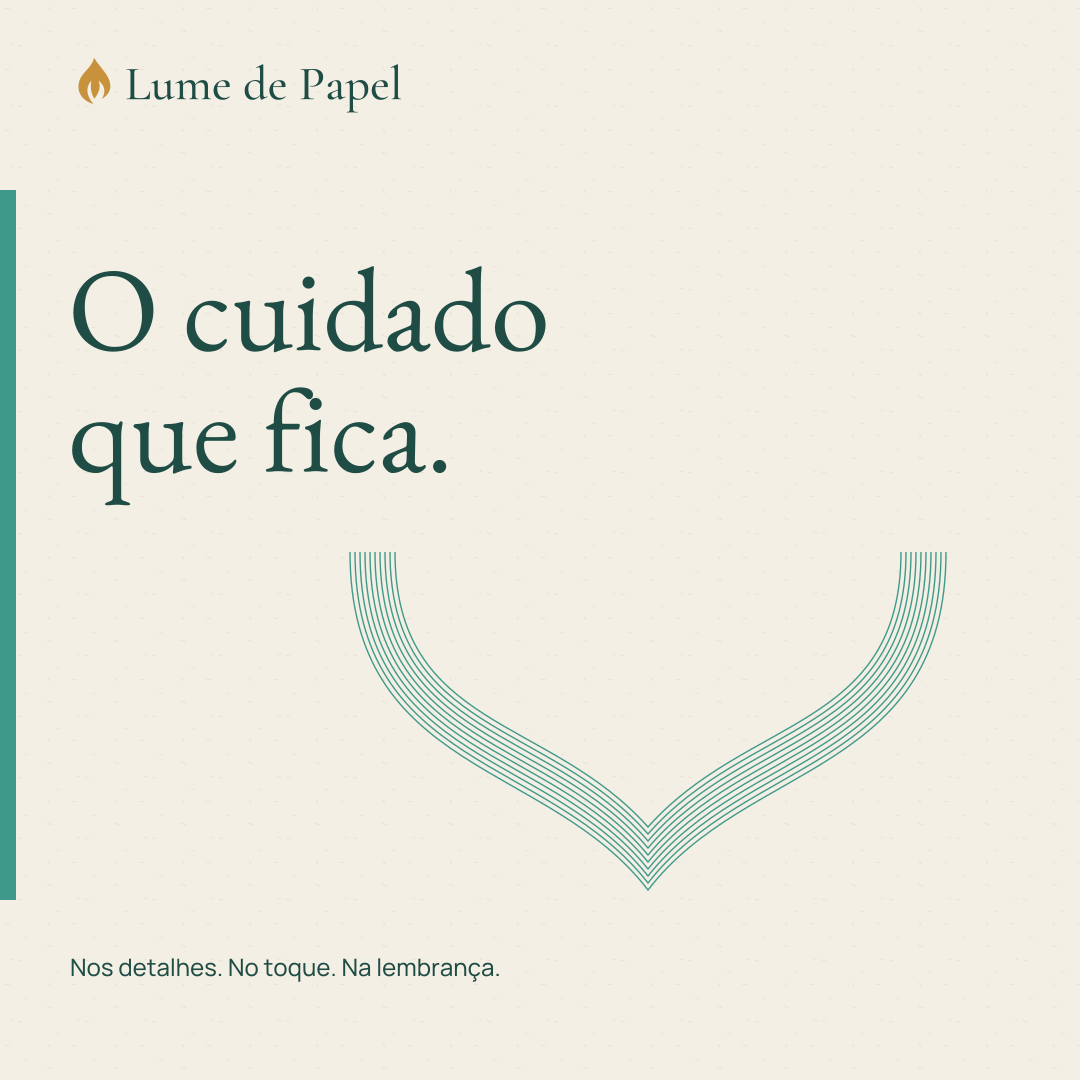 Lume de Papel
O cuidado
que fica.
Nos detalhes. No toque. Na lembrança.